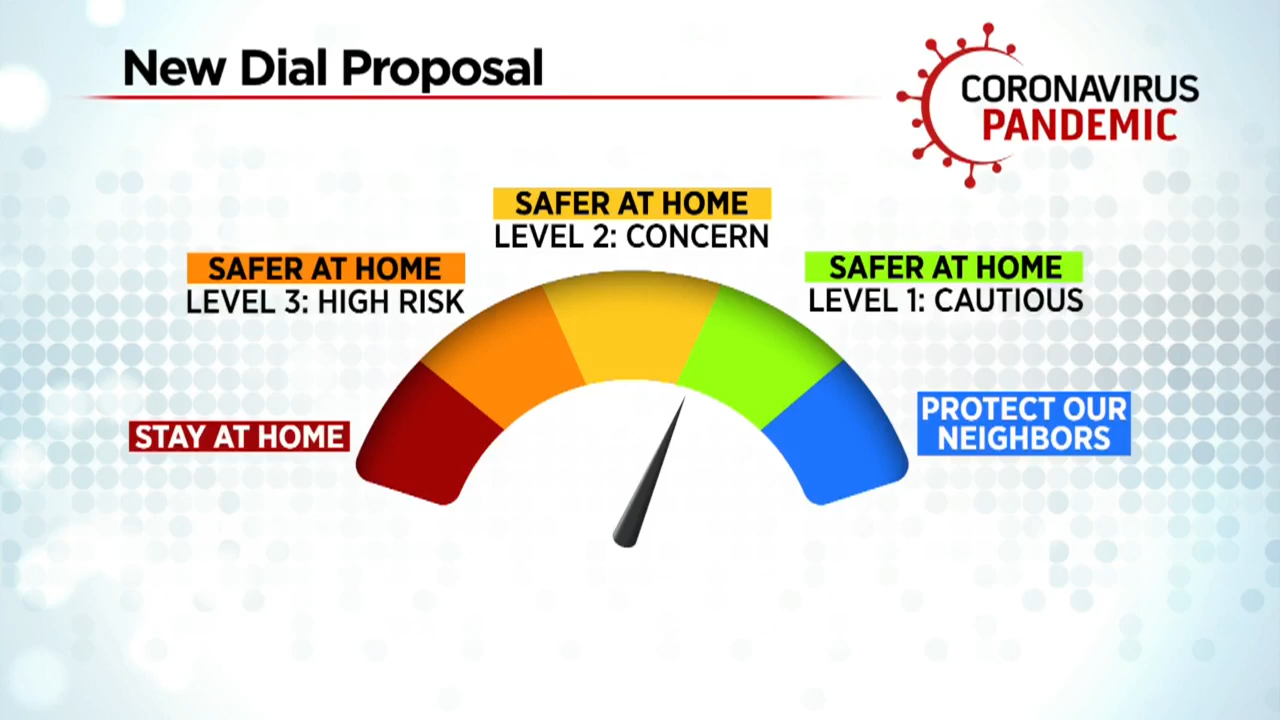 New Dial Proposal
CORONAVIRUS
PANDEMIC
SAFER AT HOME
LEVEL 2: CONCERN
SAFER AT HOME
LEVEL 3: HIGH RISK
SAFER AT HOME
LEVEL 1: CAUTIOUS
STAY AT HOME
PROTECT OUR
NEIGHBORS